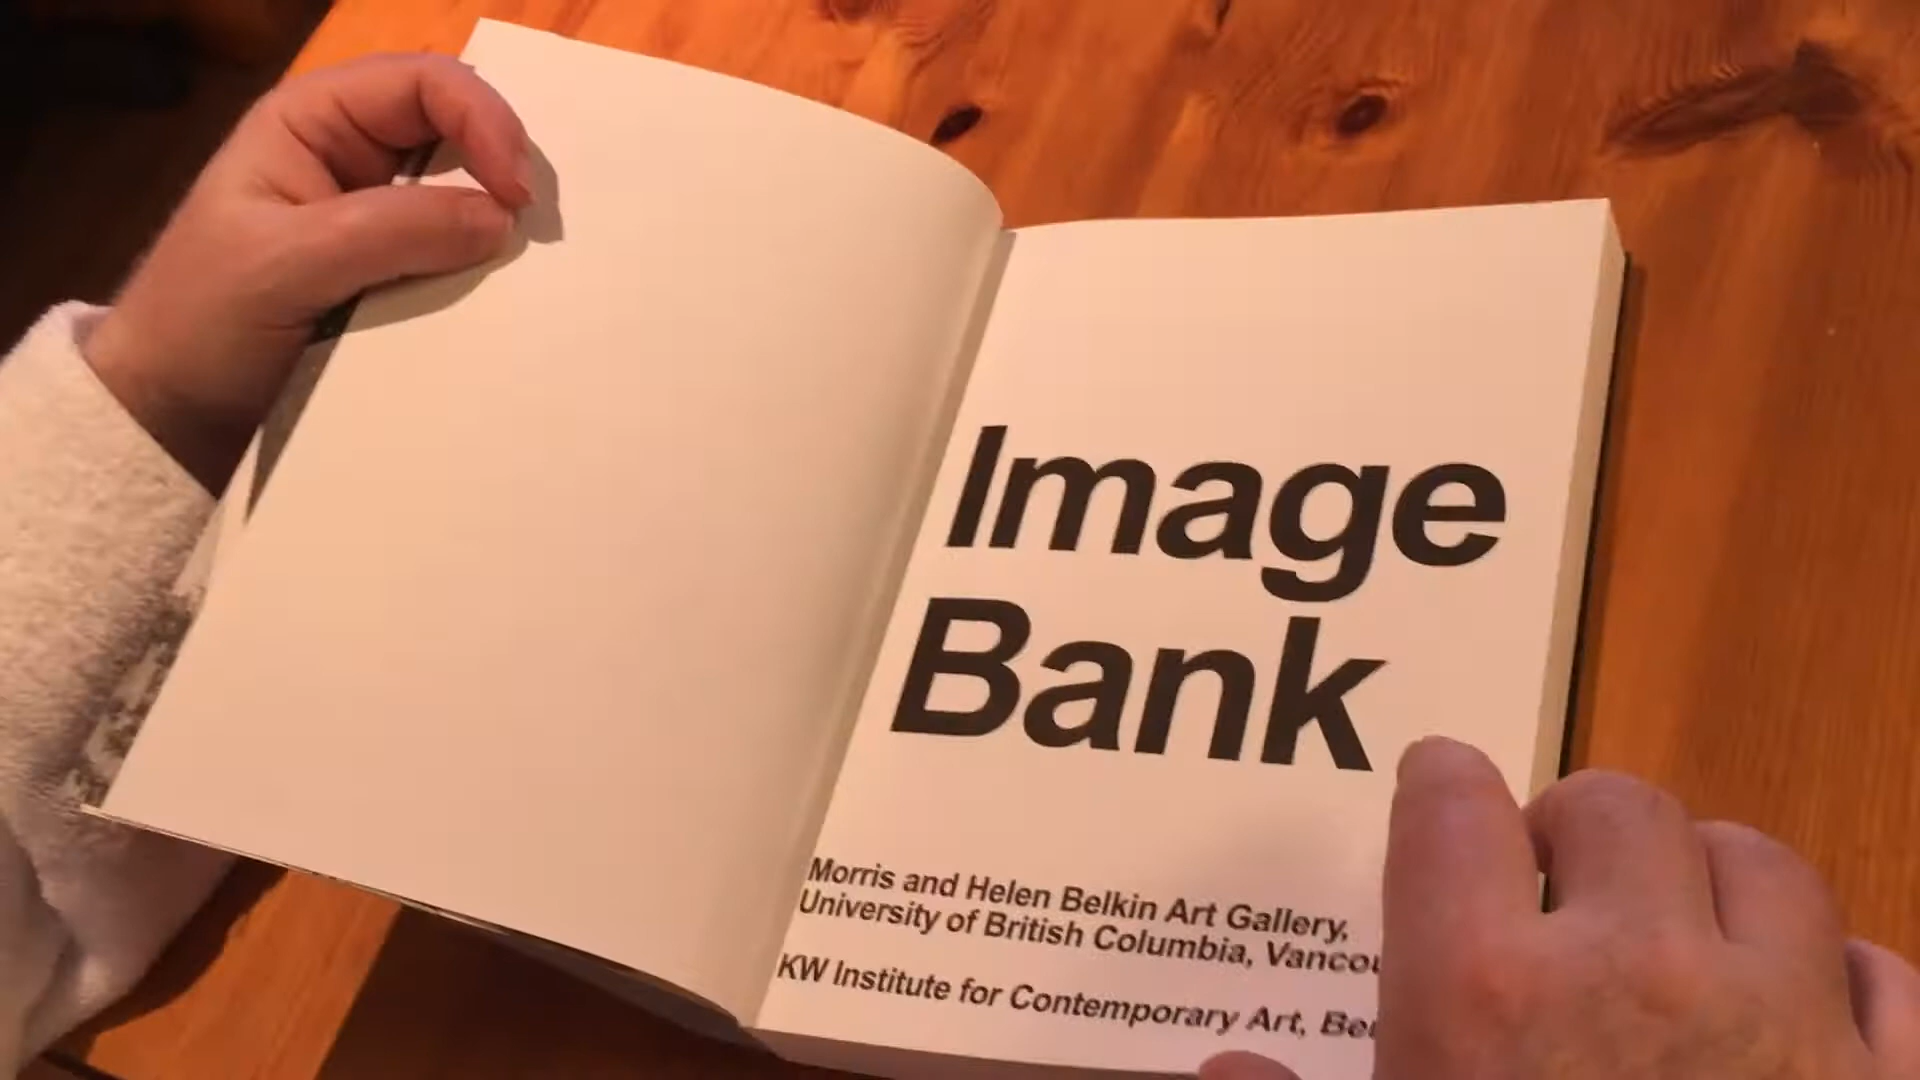 Image
Bank
Morris and Helen Belkin Art Gallery,
University of British Columbia,
KW Institute for Contemporary Art,